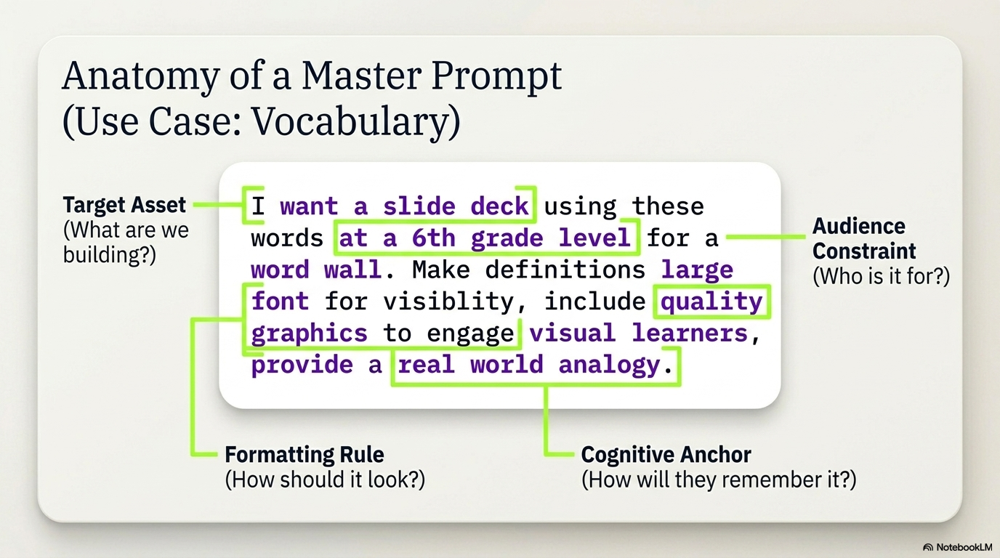 Anatomy of a Master Prompt
(Use Case: Vocabulary)
Target Asset
(What are we
building?)
I want a slide deck using these
words at a 6th grade level for a
word wall. Make definitions large
font for visiblity, include quality
graphics to engage visual learners,
provide a real world analogy.
Audience
Constraint
(Who is it for?)
Formatting Rule
(How should it look?)
Cognitive Anchor
(How will they remember it?)
NotebookLM